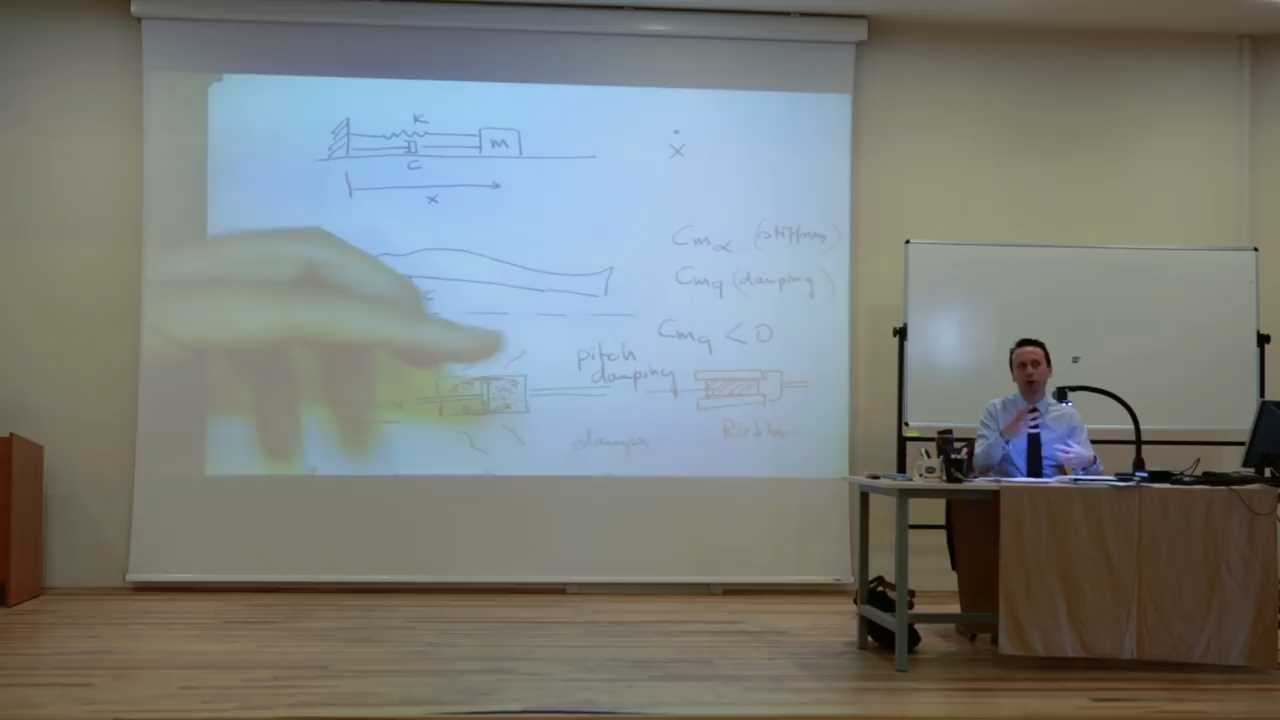 K
m
ẋ
C
x
Cmα (stiffness)
Cmq (damping)
c
Cmq < 0
pitch
damping
damper
Rubber